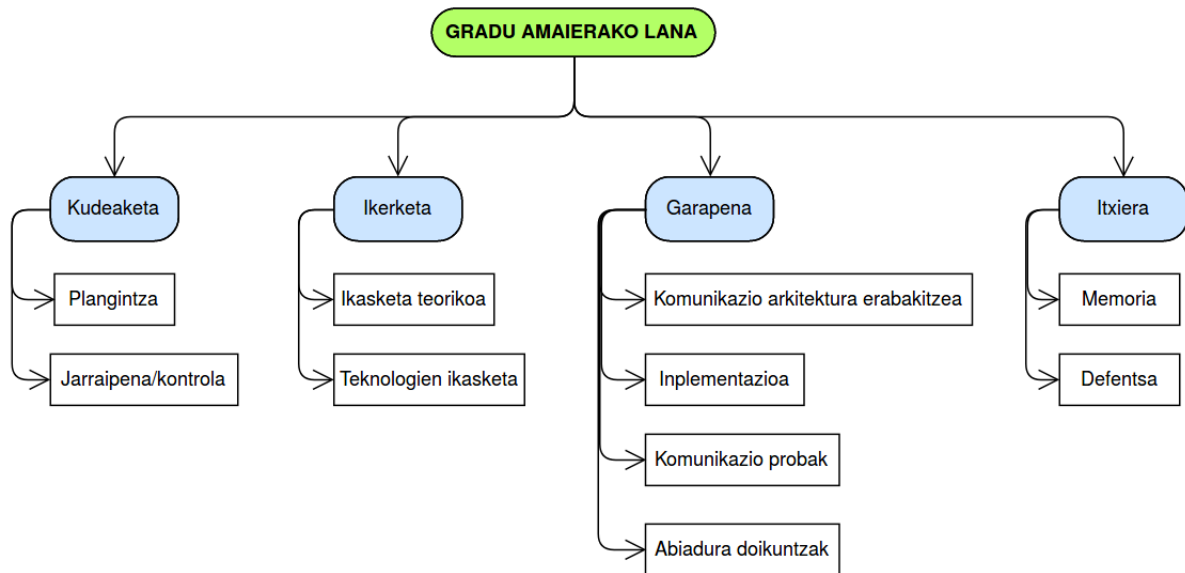 GRADU AMAIERAKO LANA
Kudeaketa
Ikerketa
Garapena
Itxiera
Plangintza
Ikasketa teorikoa
Komunikazio arkitektura erabakitzea
Memoria
Jarraipena/kontrola
Teknologien ikasketa
Inplementazioa
Defentsa
Komunikazio probak
Abiadura doikuntzak